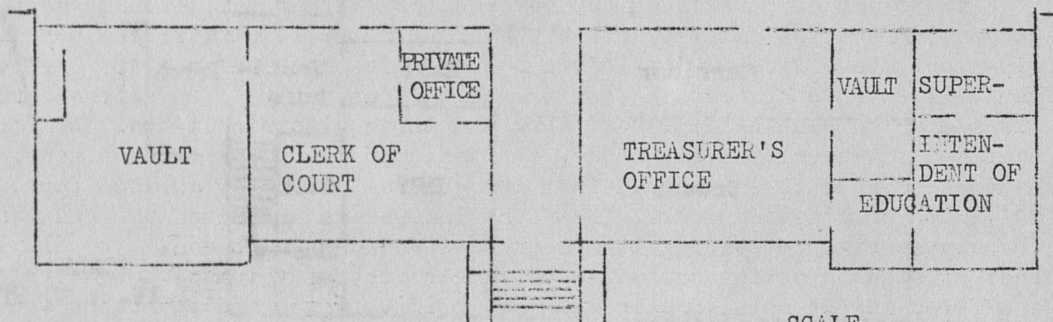 PRIVATE
OFFICE
VAULT
CLERK OF
COURT
TREASURER'S
OFFICE
VAULT
SUPER-
INTEN-
DENT OF
EDUCATION
SCALE